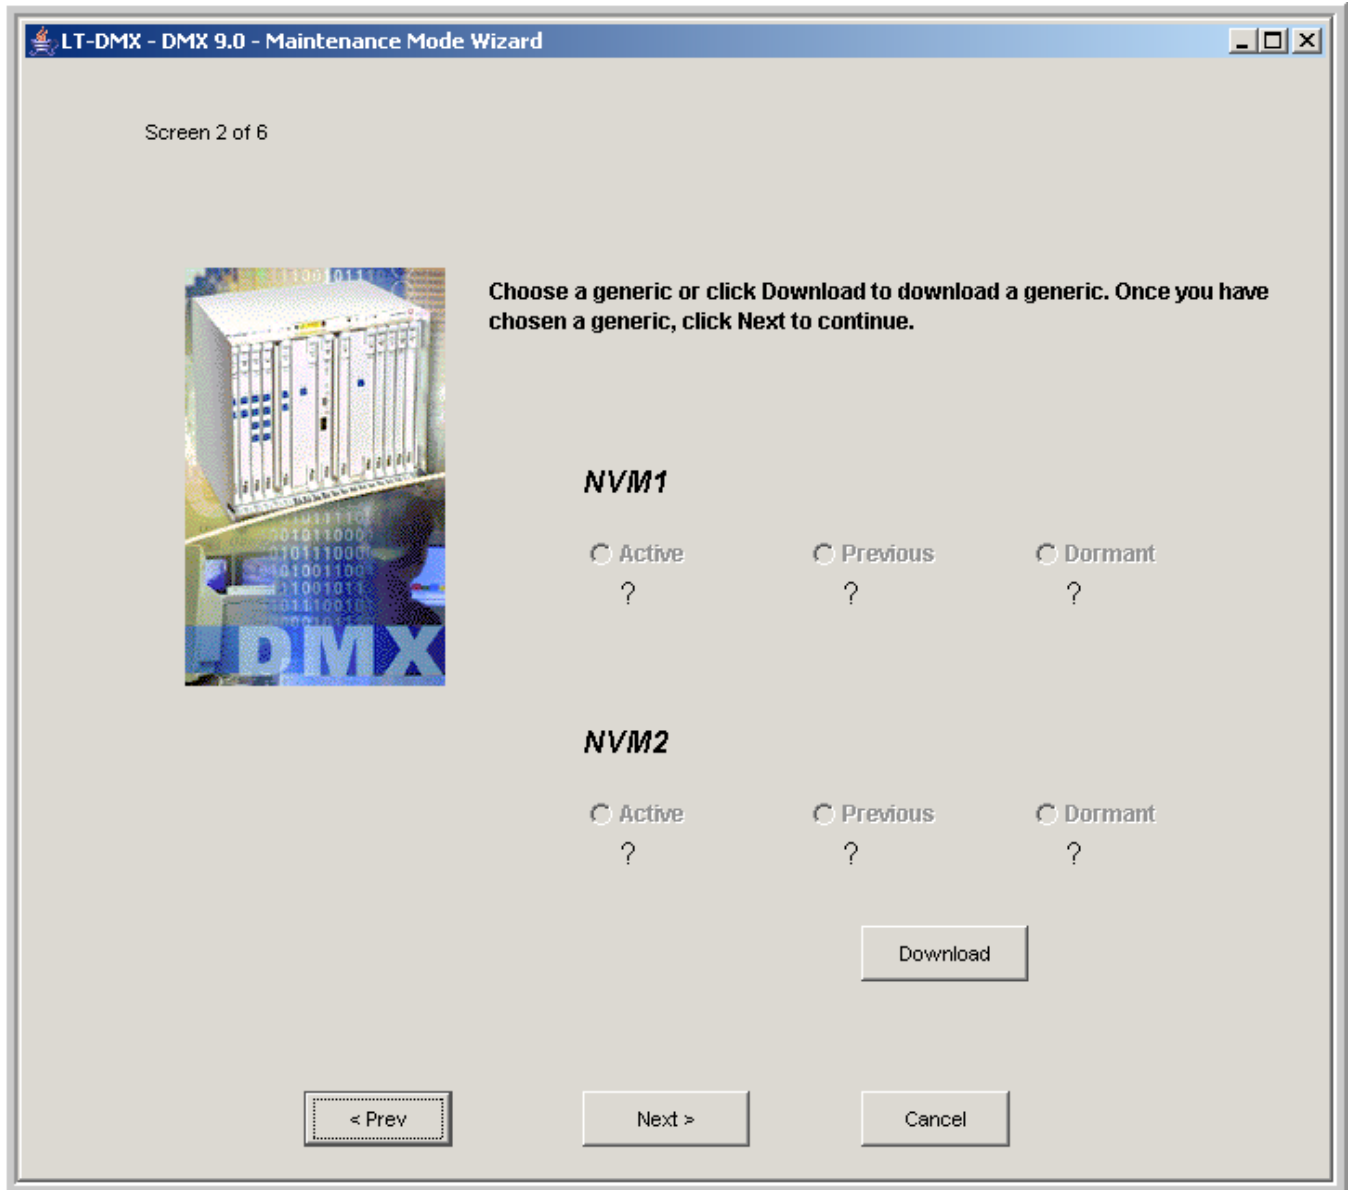 LT-DMX - DMX 9.0 - Maintenance Mode Wizard
Screen 2 of 6
Choose a generic or click Download to download a generic. Once you have
chosen a generic, click Next to continue.
NVM1
Active Previous Dormant
? ? ?
DMX
NVM2
Active Previous Dormant
? ? ?
Download
< Prev Next > Cancel